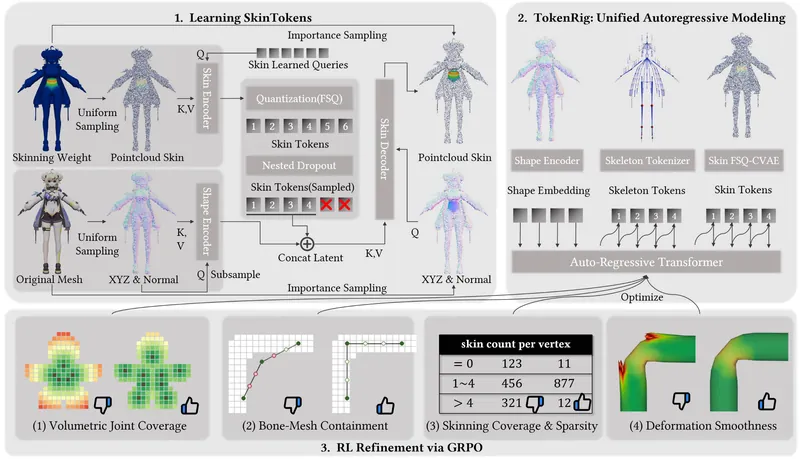 1. Learning SkinTokens
Importance Sampling
Q
Skin Learned Queries
Skin Encoder
Uniform
Sampling
K,V
Skinning Weight
Pointcloud Skin
Quantization(FSQ)
1 2 3 4 5 6
Skin Tokens
Nested Dropout
Skin Tokens(Sampled)
1 2 3 4
Skin Decoder
Pointcloud Skin
Shape Encoder
Uniform
Sampling
K,
V
Q
Subsample
Concat Latent
K,V
Q
Original Mesh
XYZ & Normal
XYZ & Normal
Importance Sampling
2. TokenRig: Unified Autoregressive Modeling
Shape Encoder
Skeleton Tokenizer
Skin FSQ-CVAE
Shape Embedding
Skeleton Tokens
Skin Tokens
1 2 3 4
1 2 3 4
Auto-Regressive Transformer
Optimize
skin count per vertex
= 0 123 11
1~4 456 877
> 4 321 12
(1) Volumetric Joint Coverage
(2) Bone-Mesh Containment
(3) Skinning Coverage & Sparsity
(4) Deformation Smoothness
3. RL Refinement via GRPO